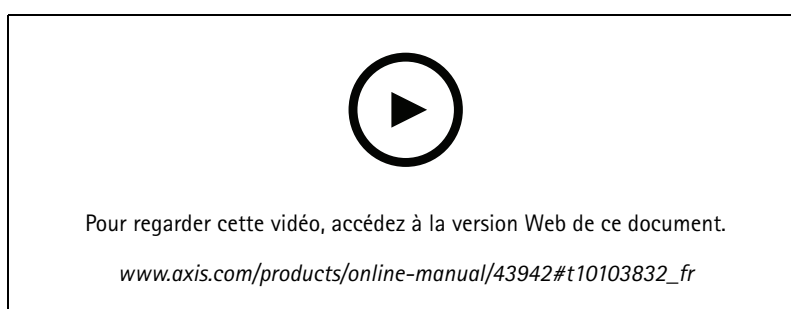 Pour regarder cette vidéo, accédez à la version Web de ce document.
www.axis.com/products/online-manual/43942#t10103832_fr